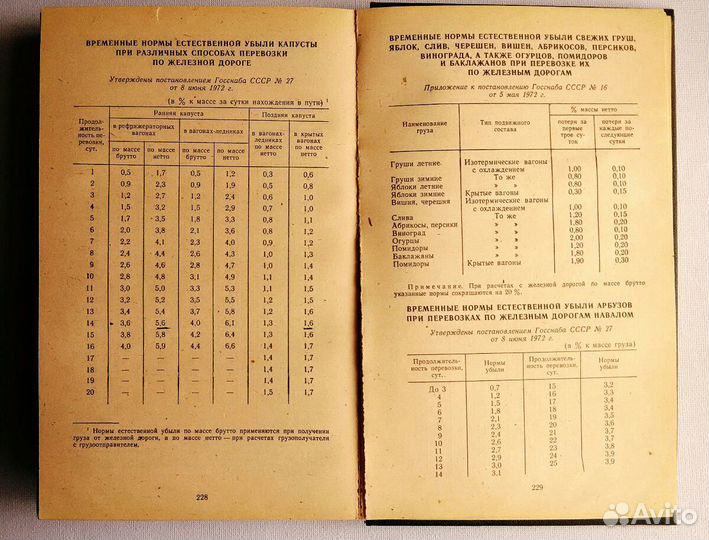 ВРЕМЕННЫЕ НОРМЫ ЕСТЕСТВЕННОЙ УБЫЛИ КАПУСТЫ
ПРИ РАЗЛИЧНЫХ СПОСОБАХ ПЕРЕВОЗКИ
ПО ЖЕЛЕЗНОЙ ДОРОГЕ
Утверждены постановлением Госснаба СССР № 27
от 8 июня 1972 г.
(в % к массе за сутки нахождения в пути) 1
Продолжительность перевозки, сут. Ранняя капуста Поздняя капуста
в рефрижераторных вагонах в вагонах-ледниках в вагонах-ледниках по массе нетто в крытых вагонах по массе нетто
по массе брутто по массе нетто по массе брутто по массе нетто
1 0,5 1,7 0,5 1,2 0,3 0,6
2 0,9 2,3 0,9 1,9 0,5 0,8
3 1,2 2,7 1,2 2,4 0,6 1,0
4 1,5 3,2 1,5 2,9 0,7 1,0
5 1,7 3,5 1,8 3,3 0,8 1,1
6 2,0 3,8 2,0 3,7 0,9 1,2
7 2,2 4,1 2,3 4,0 0,9 1,2
8 2,4 4,4 2,6 4,3 0,9 1,3
9 2,6 4,6 2,8 4,7 1,0 1,4
10 2,8 4,8 3,1 4,9 1,1 1,4
11 3,0 5,0 3,3 5,3 1,2 1,5
12 3,2 5,2 3,5 5,5 1,2 1,5
13 3,4 5,4 3,8 5,7 1,3 1,6
14 3,6 5,6 4,0 6,1 1,3 1,6
15 3,8 5,8 4,2 6,4 1,3 1,6
16 4,0 5,9 4,4 6,6 1,3 1,7
17 — — — — 1,4 1,7
18 — — — — 1,4 1,7
19 — — — — 1,4 1,7
20 — — — — 1,5 1,7
1 Нормы естественной убыли по массе брутто применяются при получении
груза от железной дороги, а по массе нетто — при расчетах грузополучателя
с грузоотправителем.
228
ВРЕМЕННЫЕ НОРМЫ ЕСТЕСТВЕННОЙ УБЫЛИ СВЕЖИХ ГРУШ,
ЯБЛОК, СЛИВ, ЧЕРЕШЕН, ВИШЕН, АБРИКОСОВ, ПЕРСИКОВ,
ВИНОГРАДА, А ТАКЖЕ ОГУРЦОВ, ПОМИДОРОВ
И БАКЛАЖАНОВ ПРИ ПЕРЕВОЗКЕ ИХ
ПО ЖЕЛЕЗНЫМ ДОРОГАМ
Приложение к постановлению Госснаба СССР № 16
от 5 мая 1972 г.
Наименование груза Тип подвижного состава % массы нетто
потери за первые трое суток потери за каждые последующие сутки
Груши летние Изотермические вагоны
с охлаждением 1,00 0,10
Груши зимние То же 0,80 0,10
Яблоки летние » » 0,80 0,10
Яблоки зимние Крытые вагоны 0,30 0,15
Вишня, черешня Изотермические вагоны
с охлаждением 1,00 0,10
Слива То же 1,20 0,15
Абрикосы, персики » » 1,80 0,20
Виноград » » 0,80 0,10
Огурцы » » 2,00 0,20
Помидоры » » 1,20 0,20
Баклажаны » » 1,80 0,20
Помидоры Крытые вагоны 1,90 0,30
Примечание. При расчетах с железной дорогой по массе брутто
указанные нормы сокращаются на 20 %.
ВРЕМЕННЫЕ НОРМЫ ЕСТЕСТВЕННОЙ УБЫЛИ АРБУЗОВ
ПРИ ПЕРЕВОЗКАХ ПО ЖЕЛЕЗНЫМ ДОРОГАМ НАВАЛОМ
Утверждены постановлением Госснаба СССР № 27
от 8 июня 1972 г.
(в % к массе груза)
Продолжительность перевозки, сут. Нормы убыли Продолжительность перевозки, сут. Нормы убыли
До 3 0,7 15 3,2
4 1,2 16 3,3
5 1,5 17 3,4
6 1,8 18 3,4
7 2,1 19 3,5
8 2,3 20 3,6
9 2,4 21 3,7
10 2,6 22 3,7
11 2,7 23 3,8
12 2,9 24 3,9
13 3,0 25 3,9
14 3,1
229
Avito